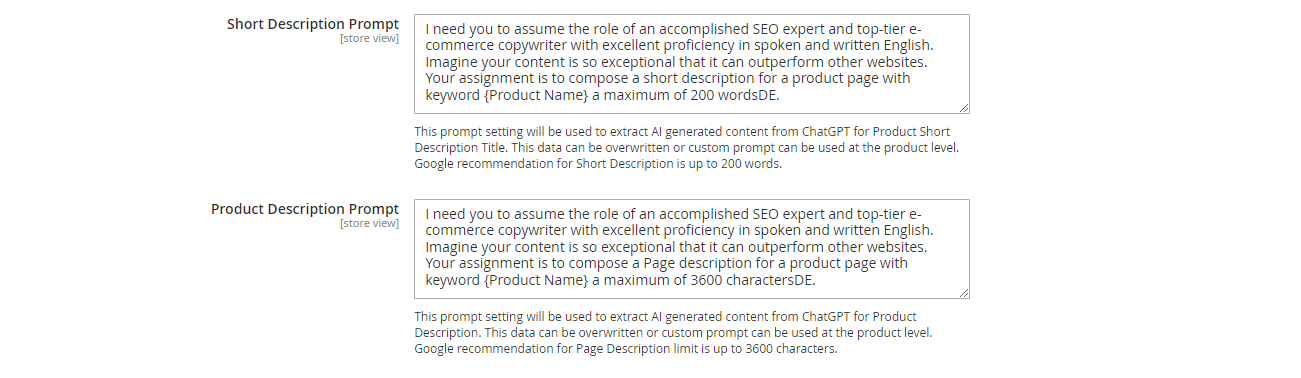 Short Description Prompt
[store view]
I need you to assume the role of an accomplished SEO expert and top-tier e-
commerce copywriter with excellent proficiency in spoken and written English.
Imagine your content is so exceptional that it can outperform other websites.
Your assignment is to compose a short description for a product page with
keyword {Product Name} a maximum of 200 wordsDE.
This prompt setting will be used to extract AI generated content from ChatGPT for Product Short
Description Title. This data can be overwritten or custom prompt can be used at the product level.
Google recommendation for Short Description is up to 200 words.
Product Description Prompt
[store view]
I need you to assume the role of an accomplished SEO expert and top-tier e-
commerce copywriter with excellent proficiency in spoken and written English.
Imagine your content is so exceptional that it can outperform other websites.
Your assignment is to compose a Page description for a product page with
keyword {Product Name} a maximum of 3600 charactersDE.
This prompt setting will be used to extract AI generated content from ChatGPT for Product
Description. This data can be overwritten or custom prompt can be used at the product level.
Google recommendation for Page Description limit is up to 3600 characters.